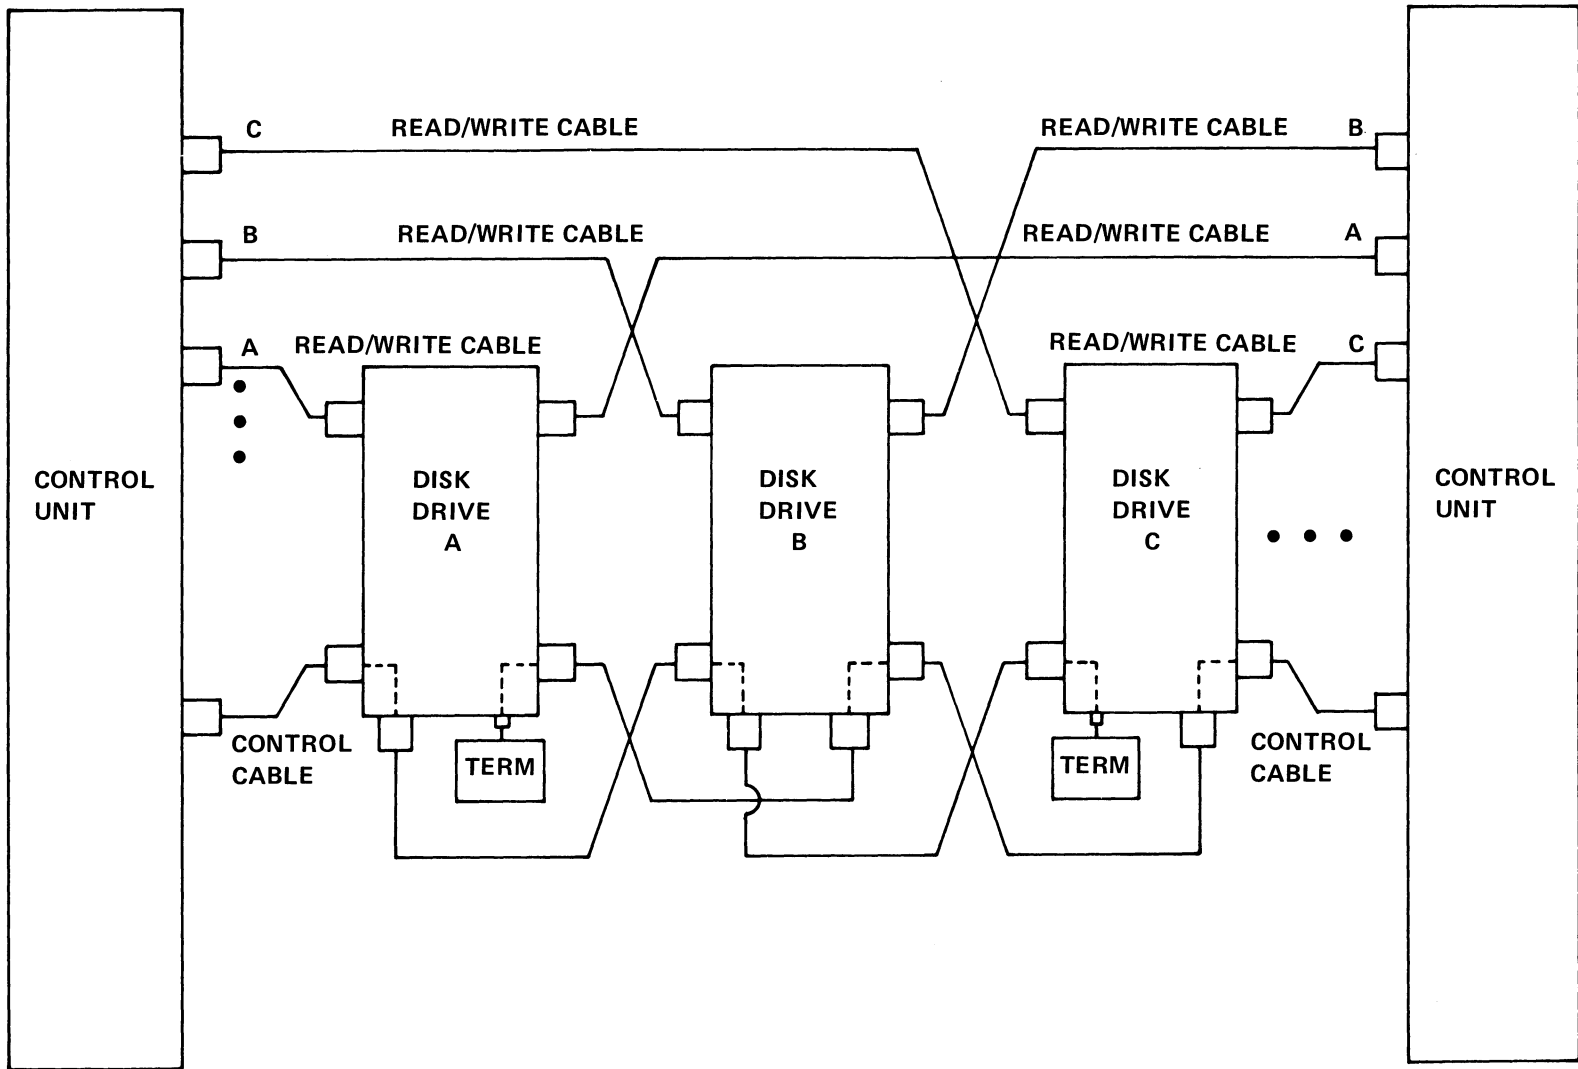 C
READ/WRITE CABLE
READ/WRITE CABLE
B
B
READ/WRITE CABLE
READ/WRITE CABLE
A
A
READ/WRITE CABLE
READ/WRITE CABLE
C
CONTROL
UNIT
DISK
DRIVE
A
DISK
DRIVE
B
DISK
DRIVE
C
CONTROL
UNIT
CONTROL
CABLE
TERM
TERM
CONTROL
CABLE